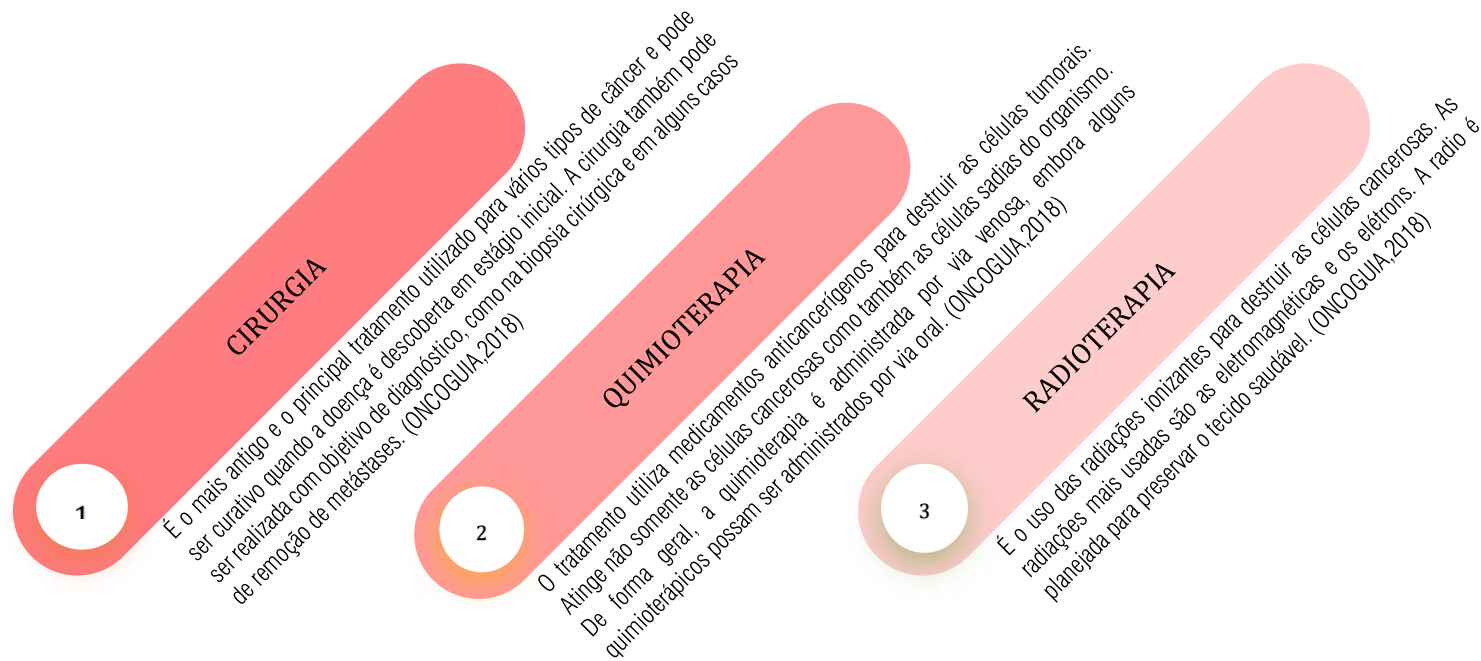 CIRURGIA
1
É o mais antigo e o principal tratamento utilizado para vários tipos de câncer e pode
ser curativo quando a doença é descoberta em estágio inicial. A cirurgia também pode
ser realizada com objetivo de diagnóstico, como na biopsia cirúrgica e em alguns casos
de remoção de metástases. (ONCOGUIA,2018)
QUIMIOTERAPIA
2
O tratamento utiliza medicamentos anticancerígenos para destruir as células tumorais.
Atinge não somente as células cancerosas como também as células sadias do organismo.
De forma geral, a quimioterapia é administrada por via venosa, embora alguns
quimioterápicos possam ser administrados por via oral. (ONCOGUIA,2018)
RADIOTERAPIA
3
É o uso das radiações ionizantes para destruir as células cancerosas. As
radiações mais usadas são as eletromagnéticas e os elétrons. A radio é
planejada para preservar o tecido saudável. (ONCOGUIA,2018)